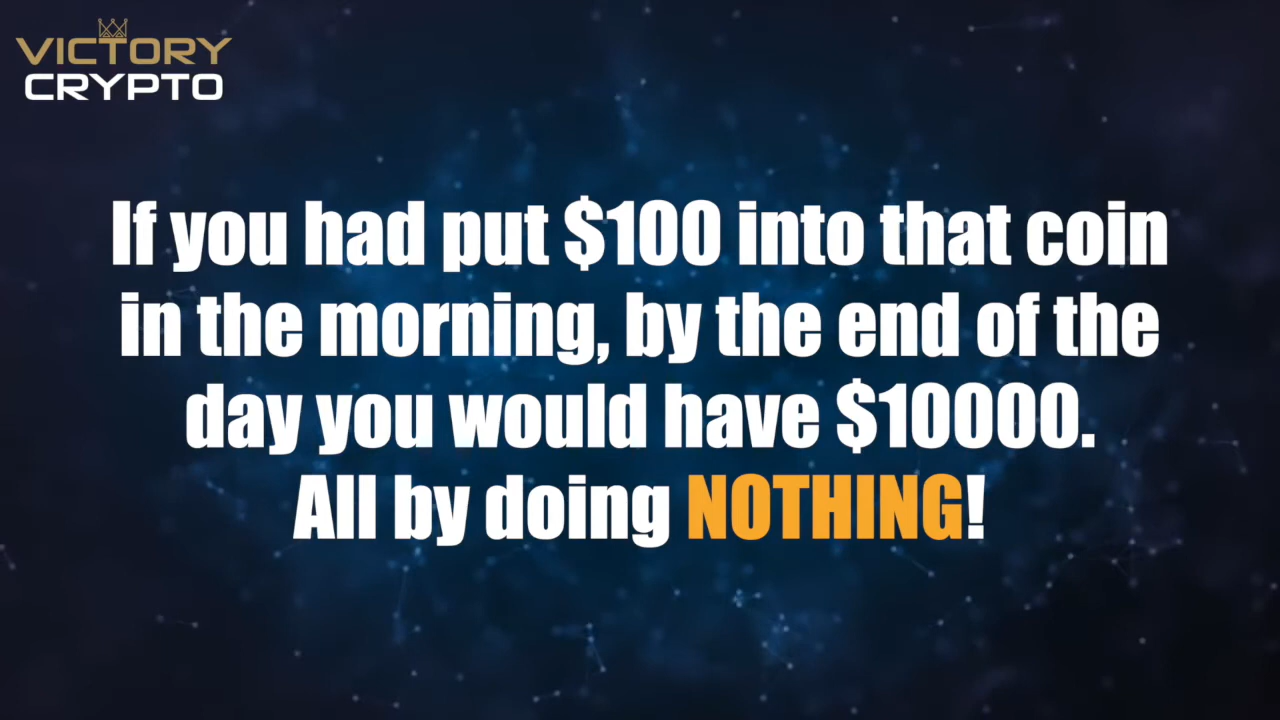 VICTORY
CRYPTO
If you had put $100 into that coin
in the morning, by the end of the
day you would have $10000.
All by doing NOTHING!